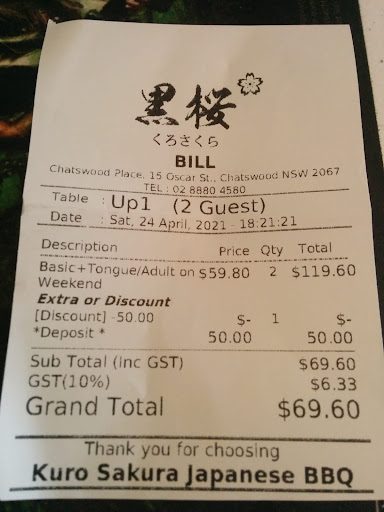 黒桜
くろさくら
BILL
Chatswood Place, 15 Oscar St., Chatswood NSW 2067
TEL : 02 8880 4580
Table : Up1 (2 Guest)
Date : Sat, 24 April, 2021 - 18:21:21
Description Price Qty Total
Basic+Tongue/Adult on $59.80 2 $119.60
Weekend
Extra or Discount
[Discount] -50.00 $- 1 $-
*Deposit * 50.00 50.00
Sub Total (inc GST) $69.60
GST(10%) $6.33
Grand Total $69.60
Thank you for choosing
Kuro Sakura Japanese BBQ